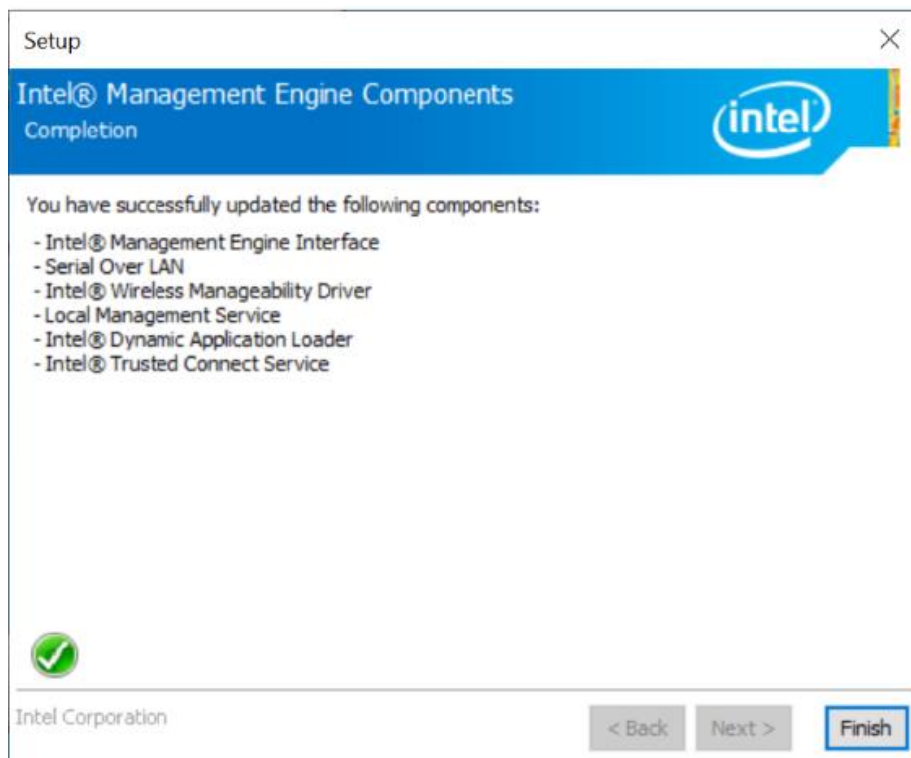 Setup
Intel® Management Engine Components
Completion
intel
You have successfully updated the following components:
- Intel® Management Engine Interface
- Serial Over LAN
- Intel® Wireless Manageability Driver
- Local Management Service
- Intel® Dynamic Application Loader
- Intel® Trusted Connect Service
Intel Corporation
< Back
Next >
Finish